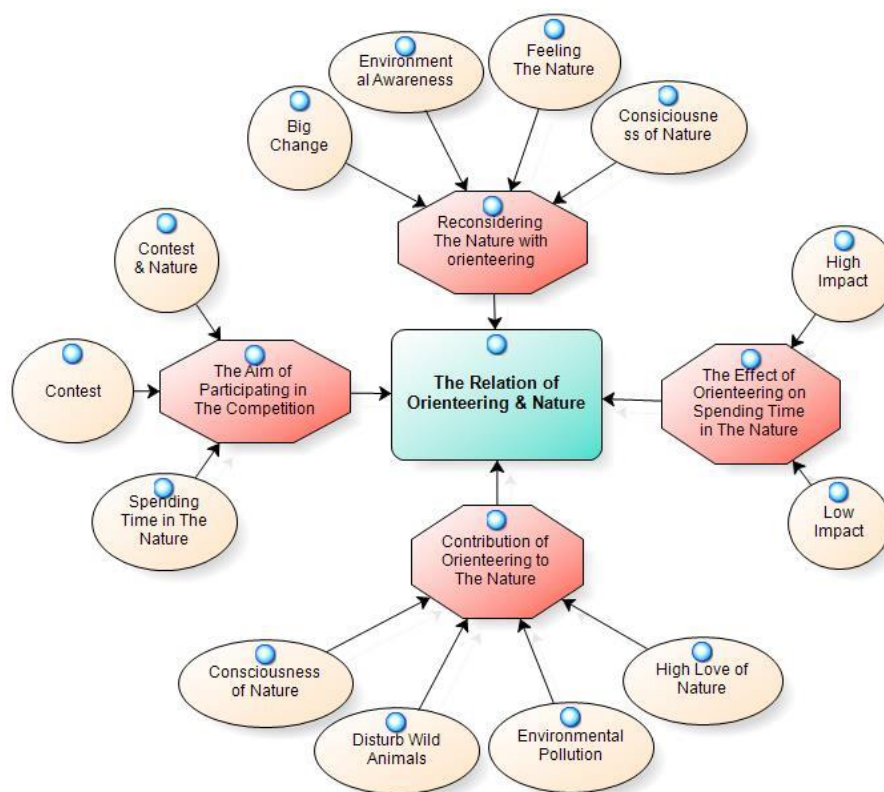 Feeling
The Nature
Environment
al Awareness
Consiciousne
ss of Nature
Big
Change
Reconsidering
The Nature with
orienteering
Contest
& Nature
High
Impact
Contest
The Aim of
Participating in
The Competition
The Relation of
Orienteering & Nature
The Effect of
Orienteering on
Spending Time
in The Nature
Spending
Time in The
Nature
Low
Impact
Contribution of
Orienteering to
The Nature
Consciousness
of Nature
High Love of
Nature
Disturb Wild
Animals
Environmental
Pollution